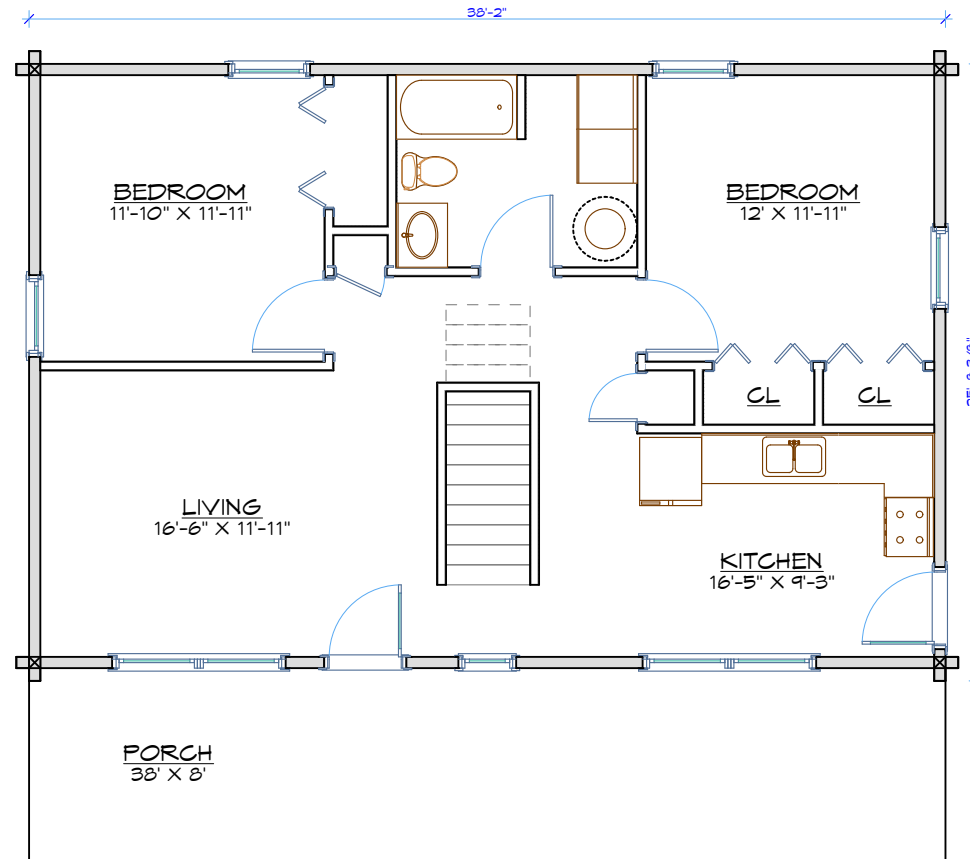 38'-2"
BEDROOM
11'-10" X 11'-11"
BEDROOM
12' X 11'-11"
CL
CL
LIVING
16'-6" X 11'-11"
KITCHEN
16'-5" X 9'-3"
PORCH
38' X 8'